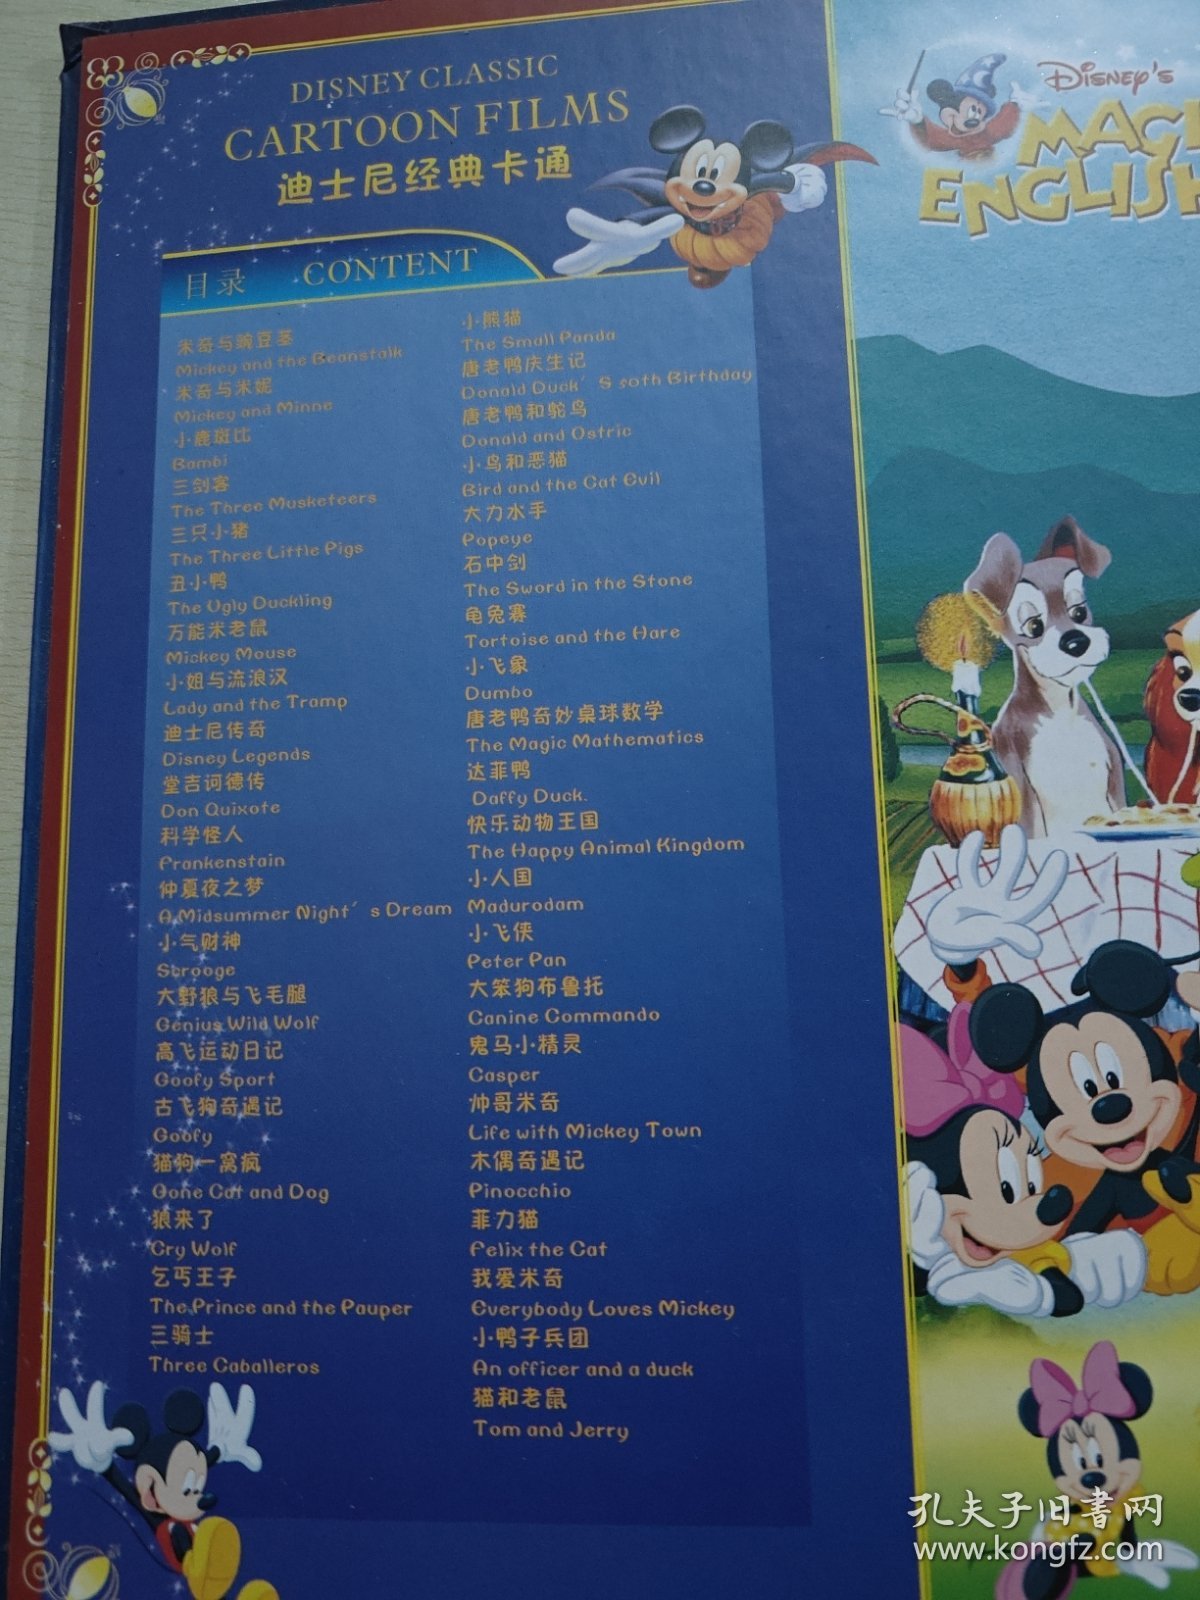 DISNEY CLASSIC
CARTOON FILMS
迪士尼经典卡通
目录 CONTENT
米奇与豌豆茎
Mickey and the Beanstalk
米奇与米妮
Mickey and Minne
小鹿斑比
Bambi
三剑客
The Three Musketeers
三只小猪
The Three Little Pigs
丑小鸭
The Ugly Duckling
万能米老鼠
Mickey Mouse
小姐与流浪汉
Lady and the Tramp
迪士尼传奇
Disney Legends
堂吉诃德传
Don Quixote
科学怪人
Frankenstain
仲夏夜之梦
A Midsummer Night's Dream
小气财神
Scrooge
大野狼与飞毛腿
Genius Wild Wolf
高飞运动日记
Goofy Sport
古飞狗奇遇记
Goofy
猫狗一窝疯
Gone Cat and Dog
狼来了
Cry Wolf
乞丐王子
The Prince and the Pauper
三骑士
Three Caballeros
小熊猫
The Small Panda
唐老鸭庆生记
Donald Duck's 50th Birthday
唐老鸭和鸵鸟
Donald and Ostric
小鸟和恶猫
Bird and the Cat Evil
大力水手
Popeye
石中剑
The Sword in the Stone
龟兔赛
Tortoise and the Hare
小飞象
Dumbo
唐老鸭奇妙桌球数学
The Magic Mathematics
达菲鸭
Daffy Duck.
快乐动物王国
The Happy Animal Kingdom
小人国
Madurodam
小飞侠
Peter Pan
大笨狗布鲁托
Canine Commando
鬼马小精灵
Casper
帅哥米奇
Life with Mickey Town
木偶奇遇记
Pinocchio
菲力猫
Felix the Cat
我爱米奇
Everybody Loves Mickey
小鸭子兵团
An officer and a duck
猫和老鼠
Tom and Jerry
DISNEY'S
ENGLISH
孔夫子旧书网
www.kongfz.com